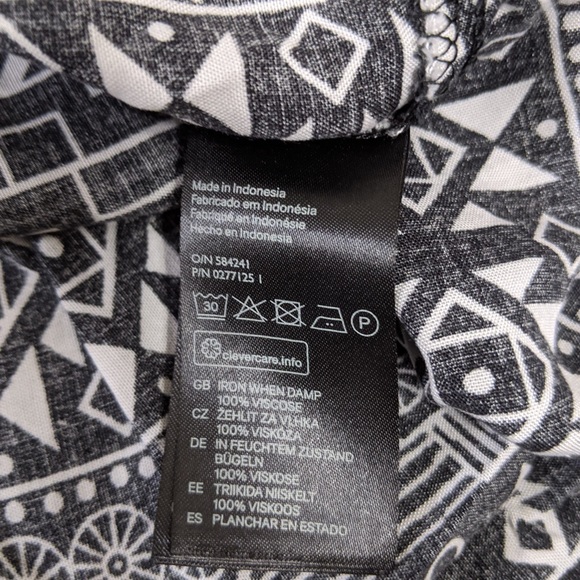 Made in Indonesia
Fabricado em Indonésia
Fabriqué en Indonésia
Hecho en Indonesia
O/N 584241
P/N 0277125 1
30 P
clevercare.info
GB IRON WHEN DAMP
100% VISCOSE
CZ ŽEHLIT ZA VLHKA
100% VISKÓZA
DE IN FEUCHTEM ZUSTAND
BÜGELN
100% VISKOSE
EE TRIIKIDA NIISKELT
100% VISKOOS
ES PLANCHAR EN ESTADO